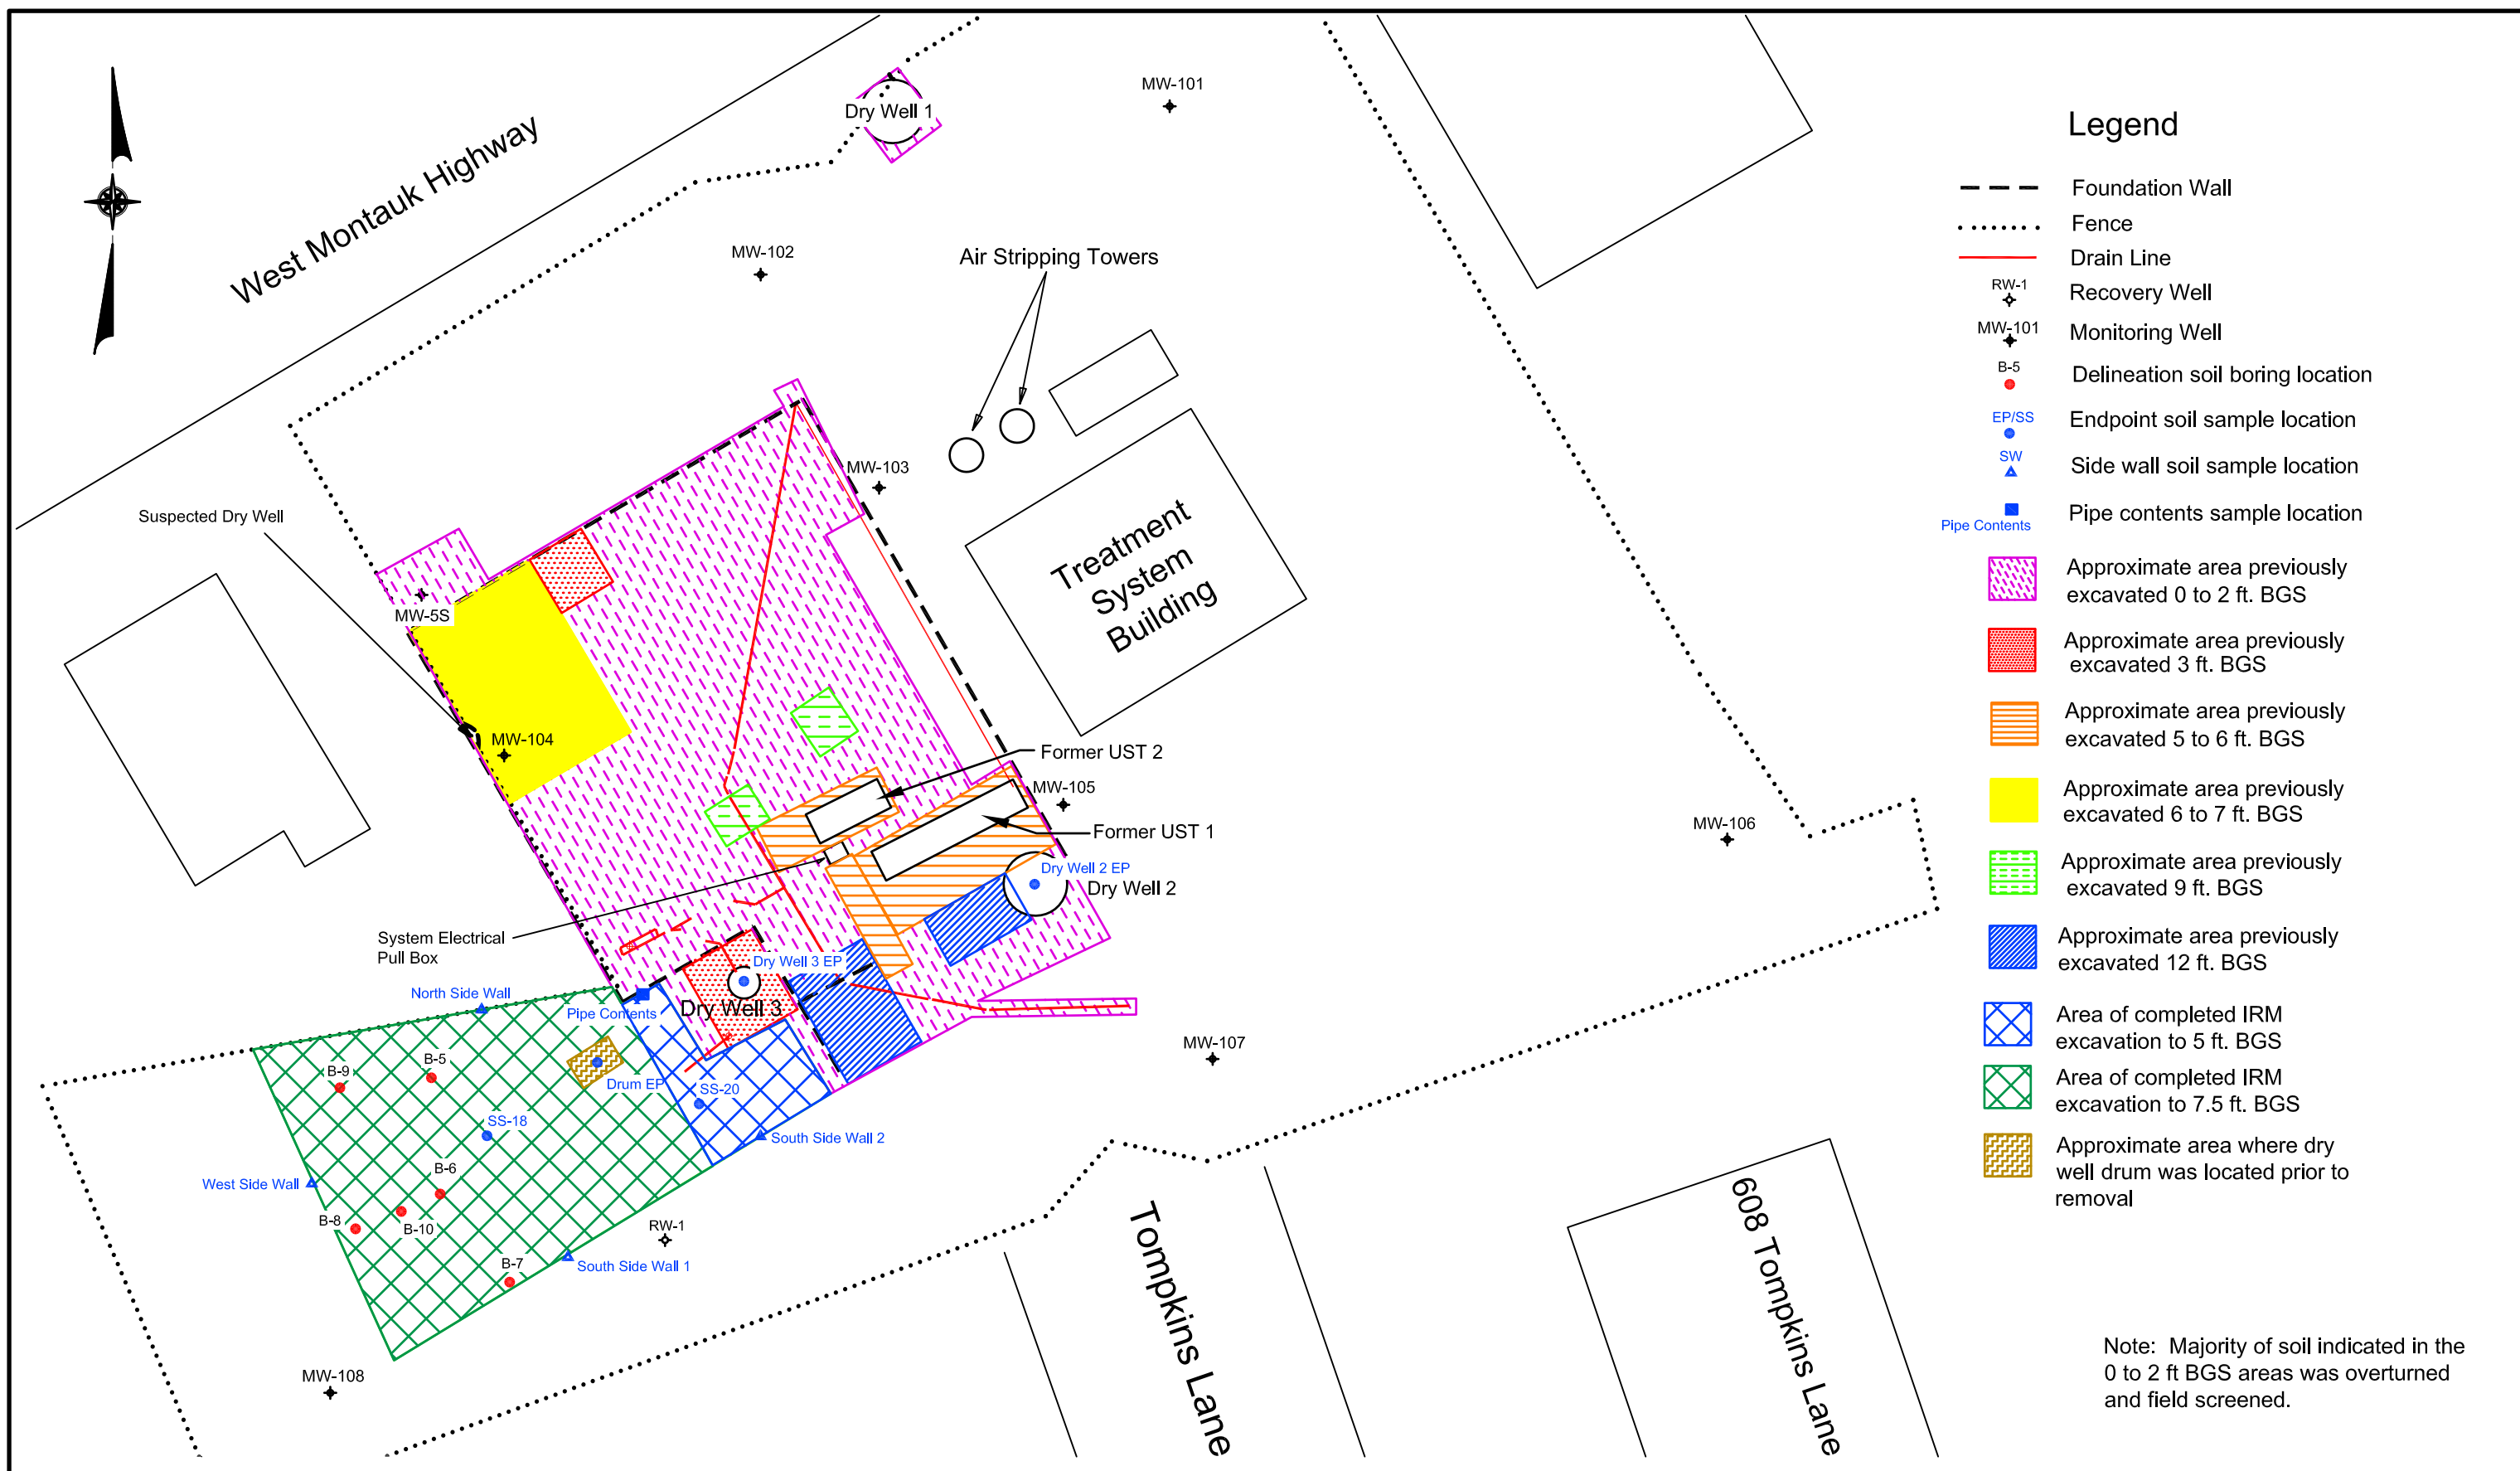 West Montauk Highway
Dry Well 1
MW-101
MW-102
Air Stripping Towers
MW-103
Suspected Dry Well
MW-5S
Treatment
System
Building
MW-104
Former UST 2
MW-105
Former UST 1
MW-106
Dry Well 2 EP
Dry Well 2
System Electrical
Pull Box
Dry Well 3 EP
North Side Wall
Pipe Contents
Dry Well 3
MW-107
B-5
B-9
Drum EP
SS-20
SS-18
South Side Wall 2
B-6
West Side Wall
B-8
B-10
RW-1
B-7
South Side Wall 1
MW-108
Tompkins Lane
608 Tompkins Lane
Legend
Foundation Wall
Fence
Drain Line
RW-1
Recovery Well
MW-101
Monitoring Well
B-5
Delineation soil boring location
EP/SS
Endpoint soil sample location
SW
Side wall soil sample location
Pipe Contents
Pipe contents sample location
Approximate area previously
excavated 0 to 2 ft. BGS
Approximate area previously
excavated 3 ft. BGS
Approximate area previously
excavated 5 to 6 ft. BGS
Approximate area previously
excavated 6 to 7 ft. BGS
Approximate area previously
excavated 9 ft. BGS
Approximate area previously
excavated 12 ft. BGS
Area of completed IRM
excavation to 5 ft. BGS
Area of completed IRM
excavation to 7.5 ft. BGS
Approximate area where dry
well drum was located prior to
removal
Note: Majority of soil indicated in the
0 to 2 ft BGS areas was overturned
and field screened.